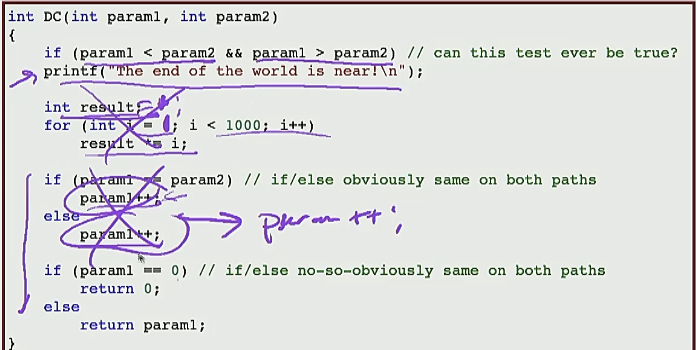 int DC(int param1, int param2)
{
if (param1 < param2 && param1 > param2) // can this test ever be true?
printf("The end of the world is near!\n");
int result;
for (int i = 1; i < 1000; i++)
result *= i;
if (param1 == param2) // if/else obviously same on both paths
param1++;
else
param1++;
param++;
if (param1 == 0) // if/else no-so-obviously same on both paths
return 0;
else
return param1;
}